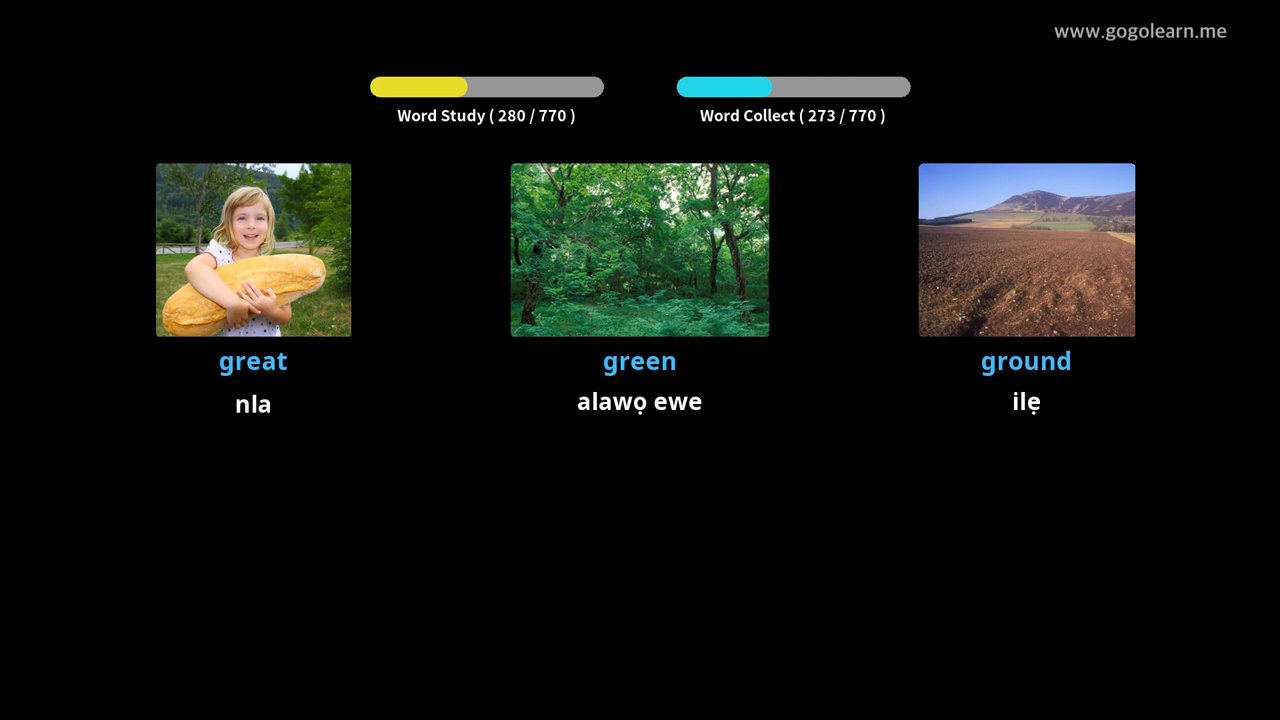 www.gogolearn.me
Word Study ( 280 / 770 )
Word Collect ( 273 / 770 )
great
green
ground
nla
alawọ ewe
ilẹ